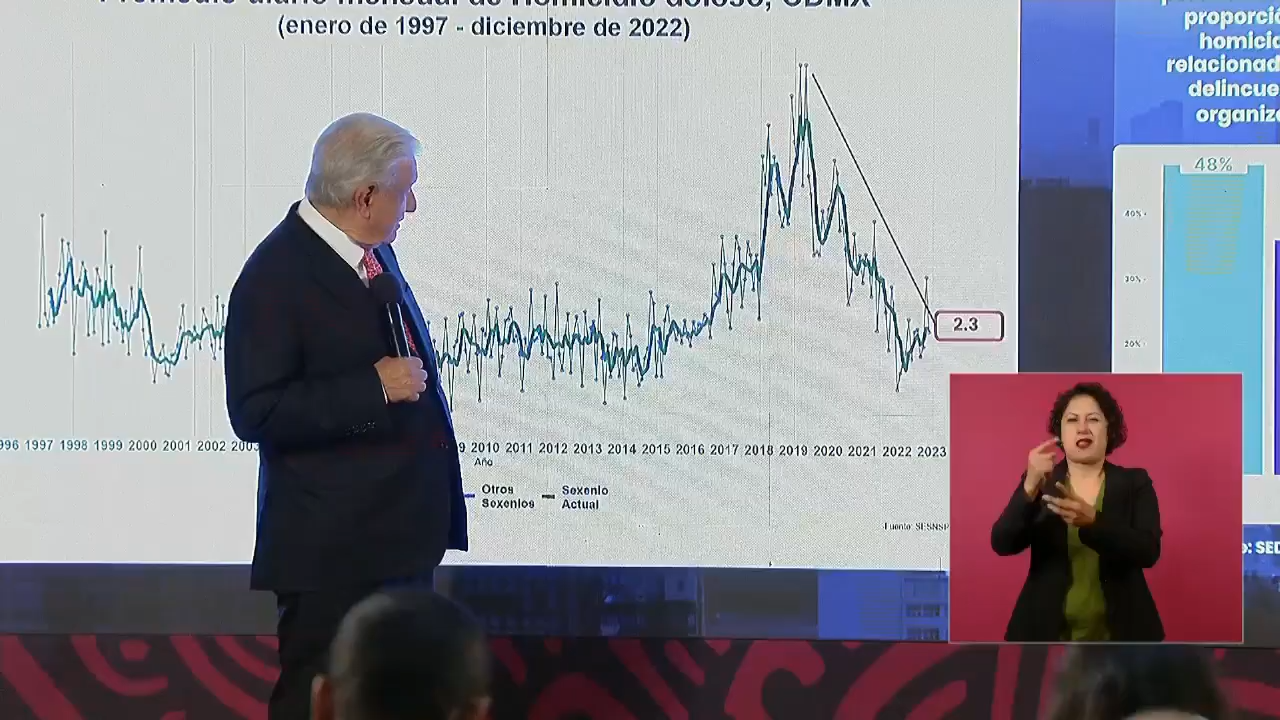 (enero de 1997 - diciembre de 2022)
2.3
1997 1998 1999 2000 2001 2002
2010 2011 2012 2013 2014 2015 2016 2017 2018 2019 2020 2021 2022 2023
Año
Otros
Sexenios
Sexenio
Actual
Fuente: SESNSP
homicid
relacionad
delincue
organiz
48%
40%
30%
20%